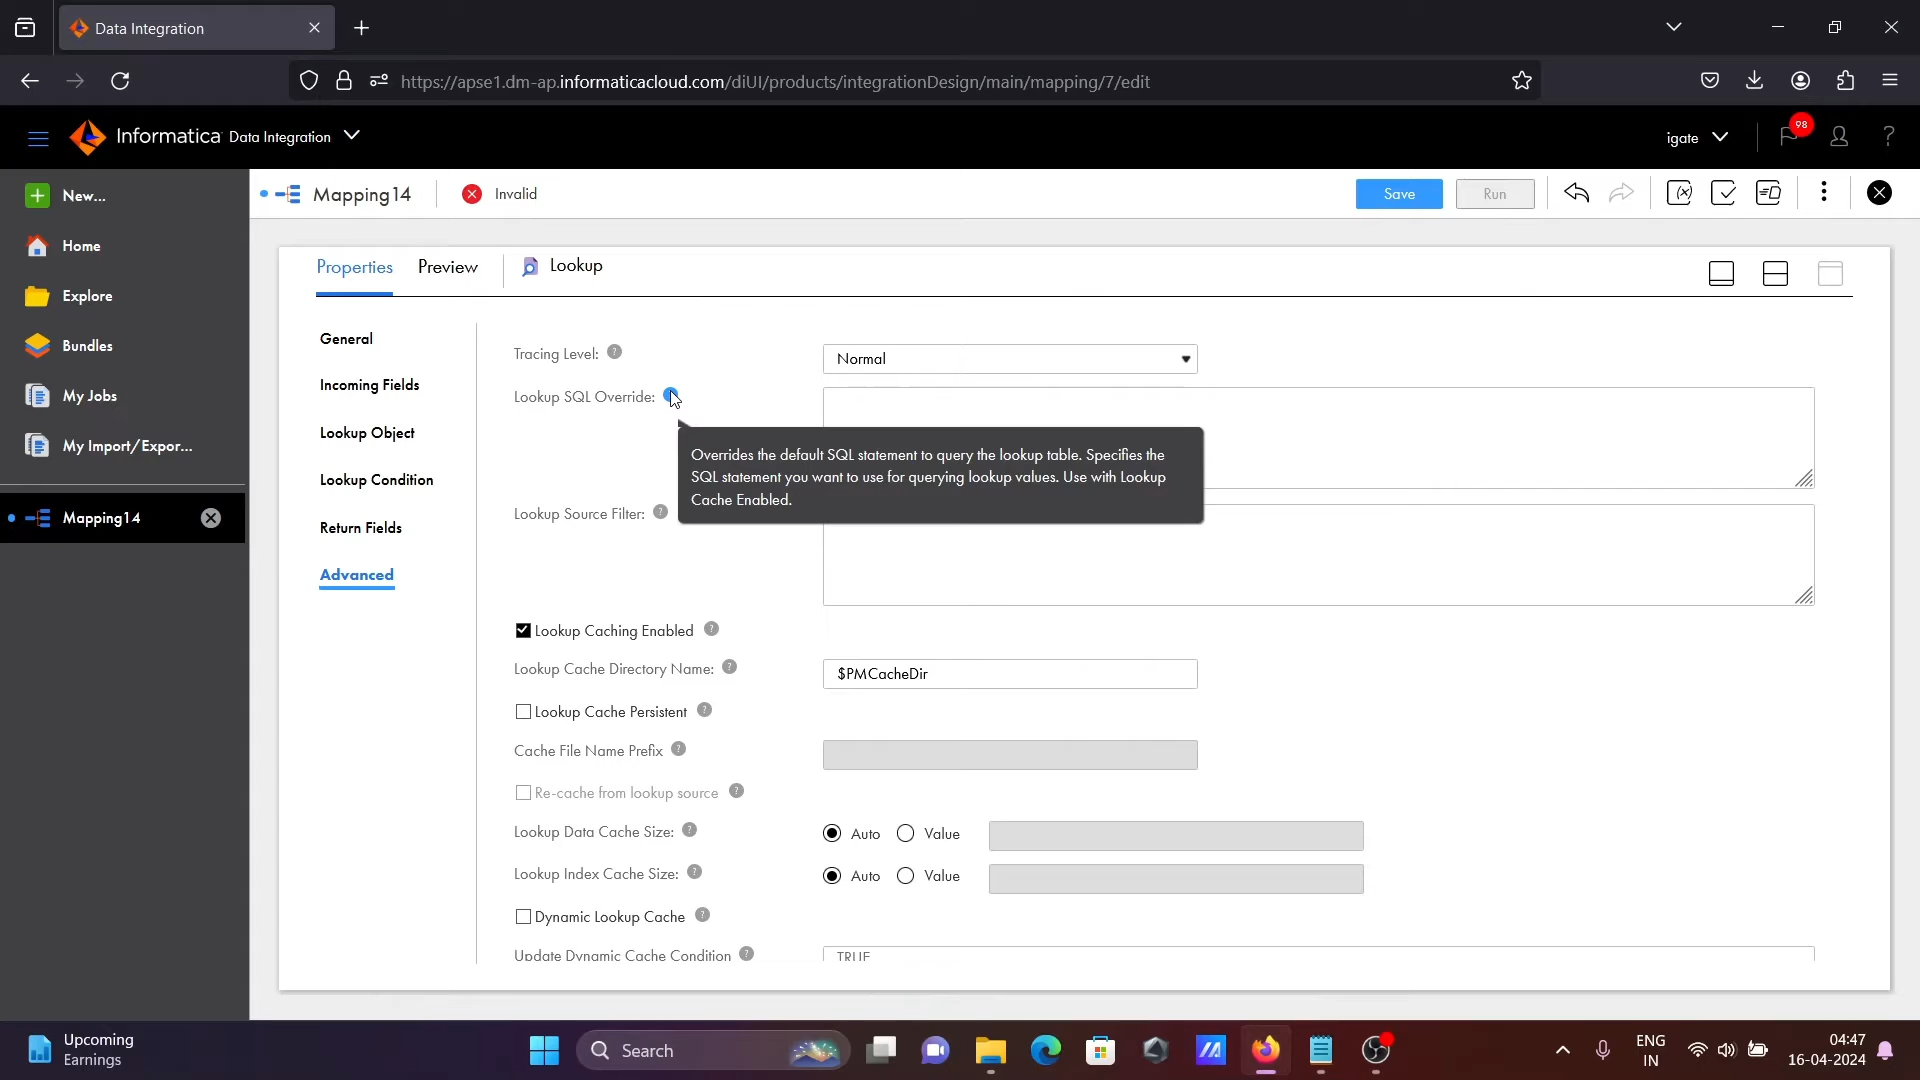 Data Integration
https://apse1.dm-ap.informaticacloud.com/diUI/products/integrationDesign/main/mapping/7/edit
Informatica Data Integration
igate
98
?
New...
Home
Explore
Bundles
My Jobs
My Import/Expor...
Mapping14
Mapping14
Invalid
Save
Run
Properties
Preview
Lookup
General
Incoming Fields
Lookup Object
Lookup Condition
Return Fields
Advanced
Tracing Level: ?
Normal
Lookup SQL Override:
Overrides the default SQL statement to query the lookup table. Specifies the
SQL statement you want to use for querying lookup values. Use with Lookup
Cache Enabled.
Lookup Source Filter: ?
Lookup Caching Enabled ?
Lookup Cache Directory Name: ?
$PMCacheDir
Lookup Cache Persistent ?
Cache File Name Prefix ?
Re-cache from lookup source ?
Lookup Data Cache Size: ?
Auto
Value
Lookup Index Cache Size: ?
Auto
Value
Dynamic Lookup Cache ?
Update Dynamic Cache Condition ?
TRUE
Upcoming
Earnings
Search
ENG
IN
04:47
16-04-2024